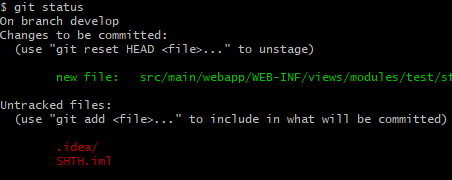 $ git status
On branch develop
Changes to be committed:
(use "git reset HEAD <file>..." to unstage)
new file: src/main/webapp/WEB-INF/views/modules/test/st
Untracked files:
(use "git add <file>..." to include in what will be committed)
.idea/
SHTH.iml